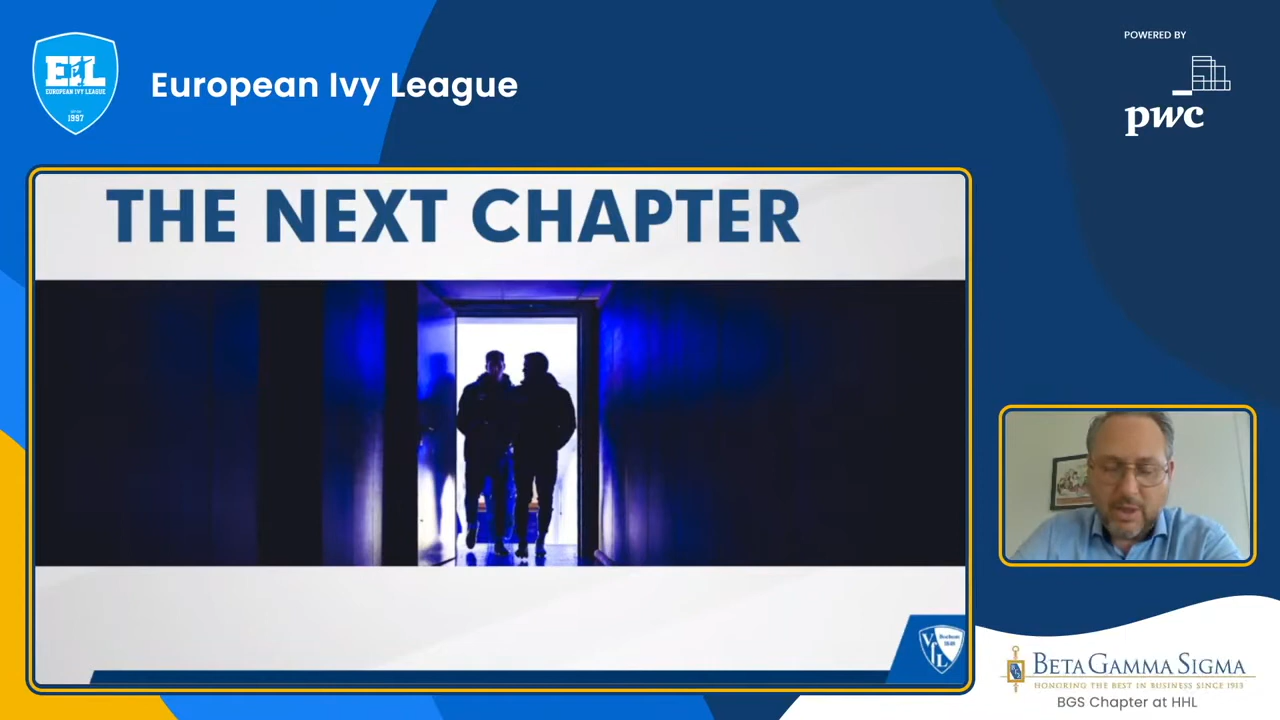 EIL
EUROPEAN IVY LEAGUE
1997
European Ivy League
POWERED BY
pwc
THE NEXT CHAPTER
VfL
Bochum
1848
BETA GAMMA SIGMA
HONORING THE BEST IN BUSINESS SINCE 1913
BGS Chapter at HHL